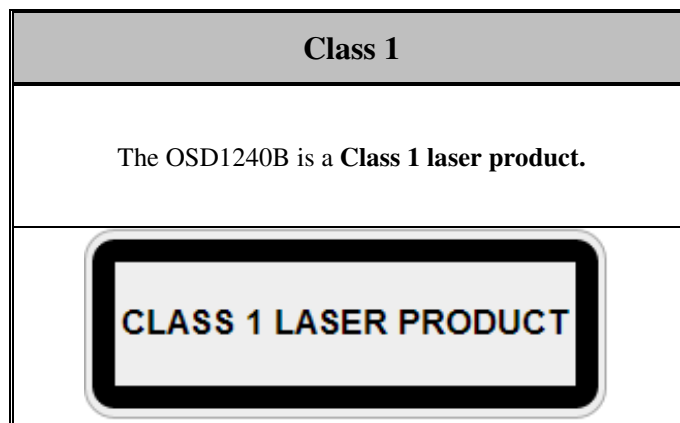 Class 1
The OSD1240B is a Class 1 laser product.
CLASS 1 LASER PRODUCT